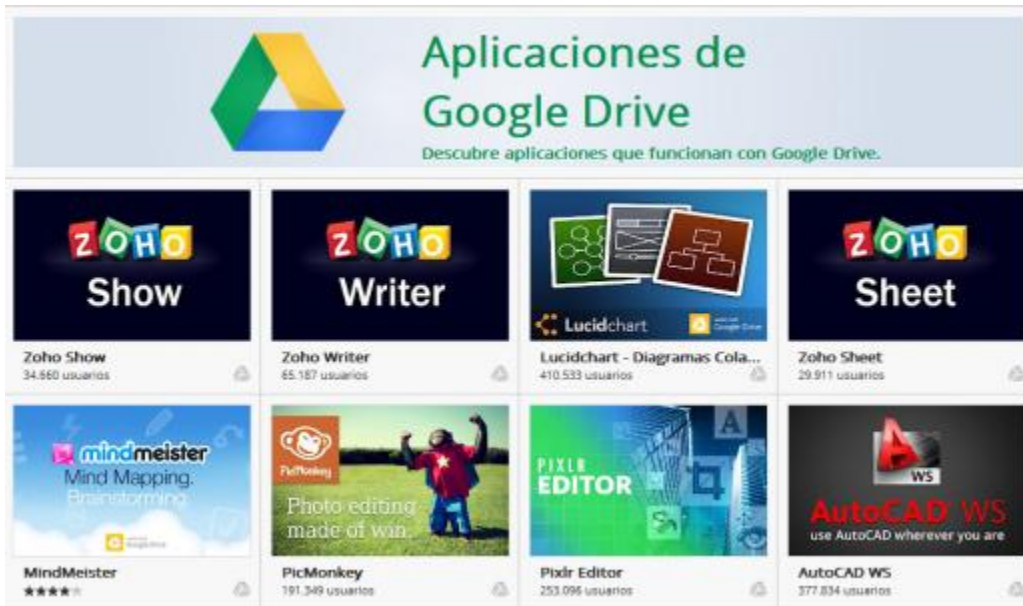 Aplicaciones de
Google Drive
Descubre aplicaciones que funcionan con Google Drive.
ZOHO
Show
ZOHO
Writer
Lucidchart
Google Drive
ZOHO
Sheet
Zoho Show
34.660 usuarios
Zoho Writer
65.187 usuarios
Lucidchart - Diagramas Cola...
410.533 usuarios
Zoho Sheet
29.911 usuarios
mindmeister
Mind Mapping.
Brainstorming.
PicMonkey
Photo editing
made of win.
PIXLR
EDITOR
A
A
WS
AutoCAD WS
use AutoCAD wherever you are
MindMeister
PicMonkey
191.349 usuarios
Pixlr Editor
253.096 usuarios
AutoCAD WS
377.834 usuarios